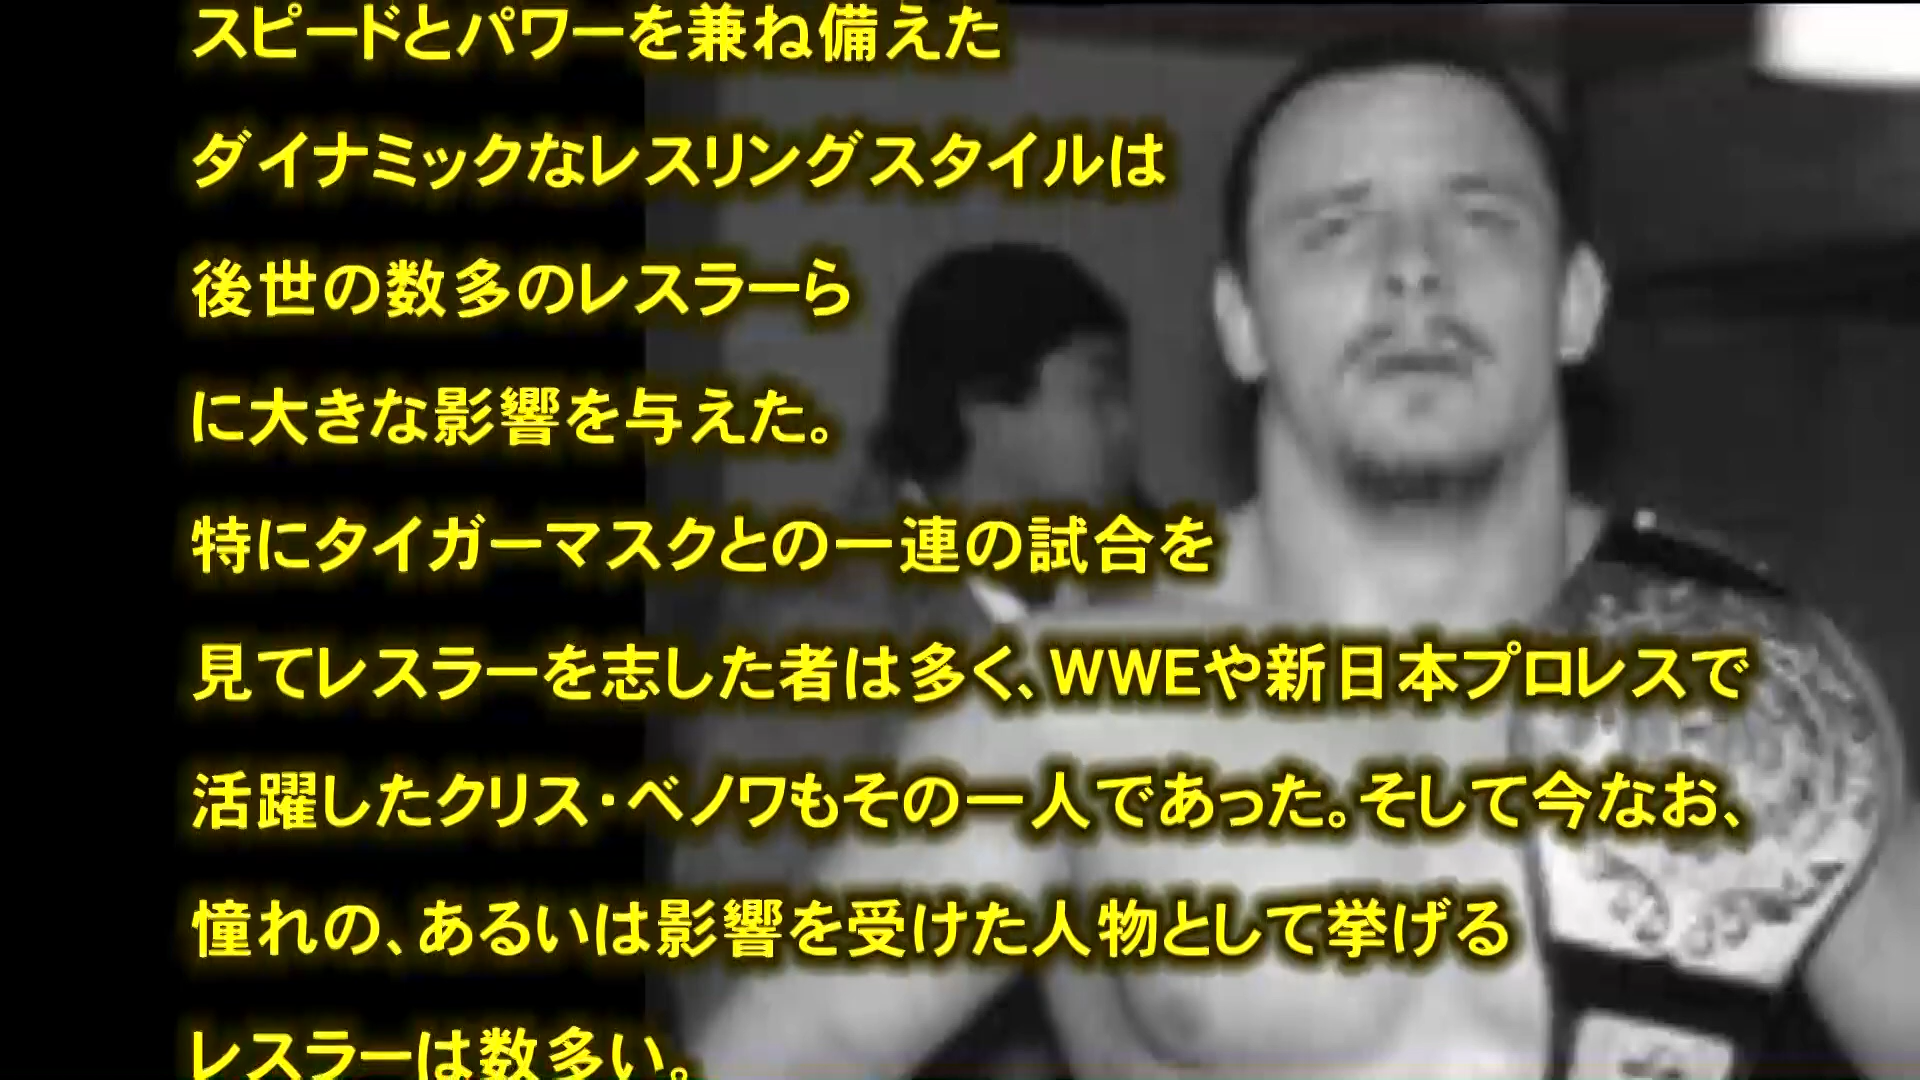 スピードとパワーを兼ね備えた
ダイナミックなレスリングスタイルは
後世の数多のレスラーら
に大きな影響を与えた。
特にタイガーマスクとの一連の試合を
見てレスラーを志した者は多く、WWEや新日本プロレスで
活躍したクリス・ベノワもその一人であった。そして今なお、
憧れの、あるいは影響を受けた人物として挙げる
レスラーは数多い。